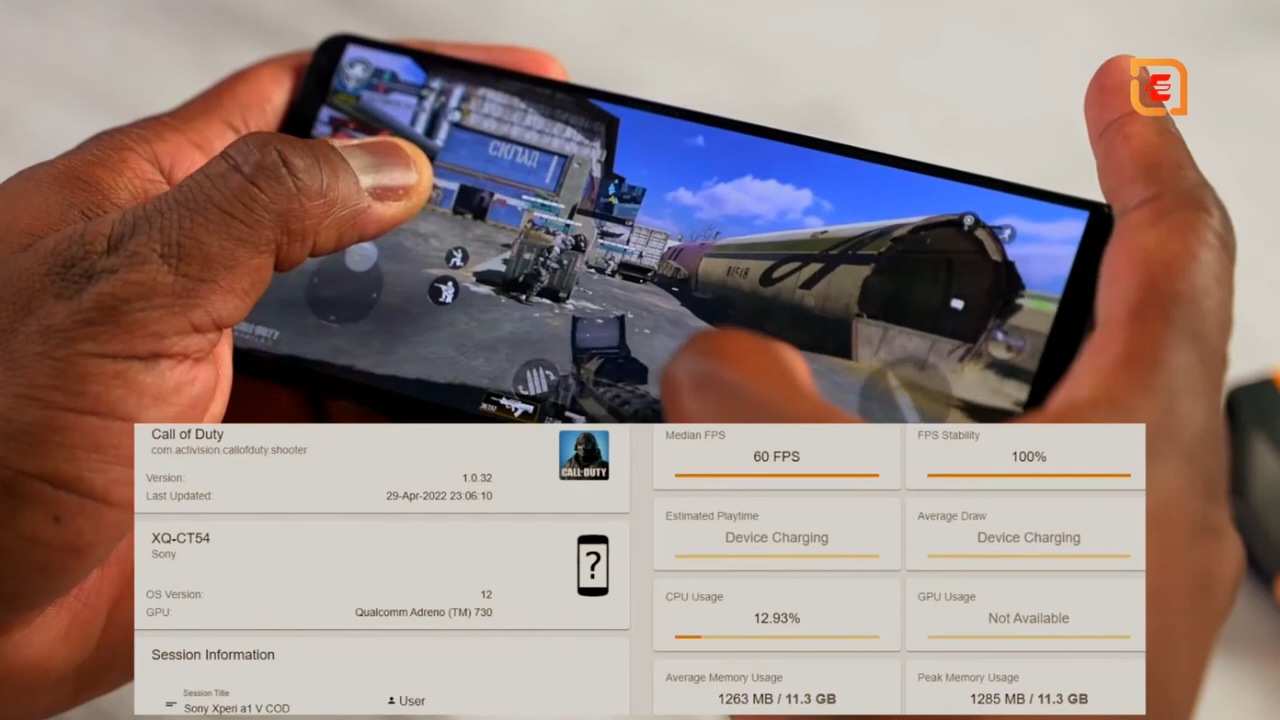 СКЛАД
Call of Duty
com.activision.callofduty.shooter
CALL·DUTY
Version:
1.0.32
Last Updated:
29-Apr-2022 23:06:10
XQ-CT54
Sony
?
OS Version:
12
GPU:
Qualcomm Adreno (TM) 730
Session Information
Session Title
Sony Xperi a1 V COD
User
Median FPS
60 FPS
FPS Stability
100%
Estimated Playtime
Device Charging
Average Draw
Device Charging
CPU Usage
12.93%
GPU Usage
Not Available
Average Memory Usage
1263 MB / 11.3 GB
Peak Memory Usage
1285 MB / 11.3 GB